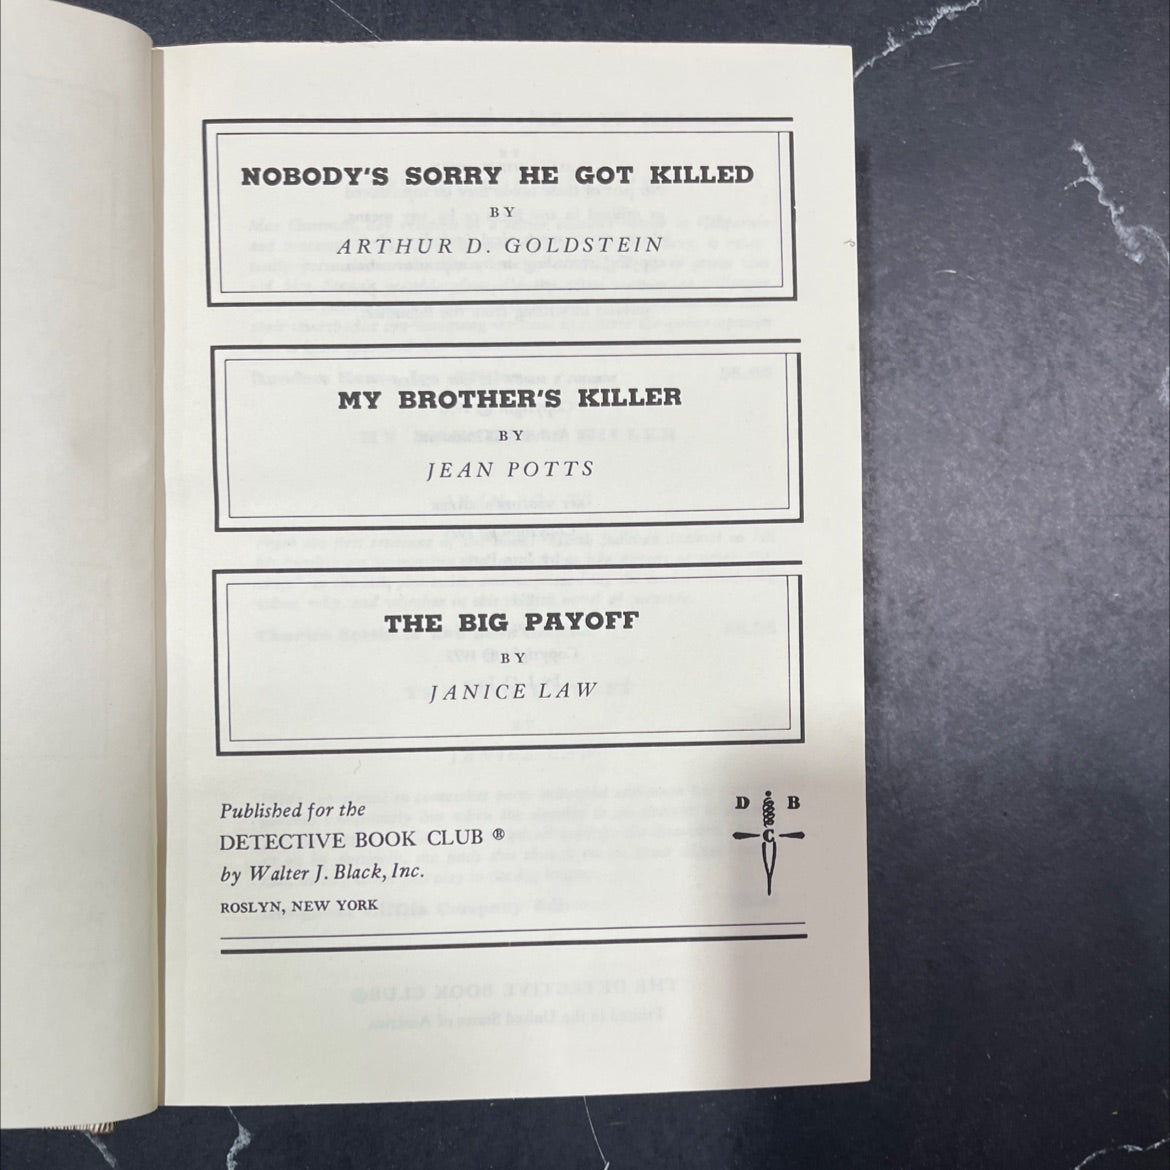 NOBODY'S SORRY HE GOT KILLED
BY
ARTHUR D. GOLDSTEIN
MY BROTHER'S KILLER
BY
JEAN POTTS
THE BIG PAYOFF
BY
JANICE LAW
Published for the
DETECTIVE BOOK CLUB ®
by Walter J. Black, Inc.
ROSLYN, NEW YORK
D B
C